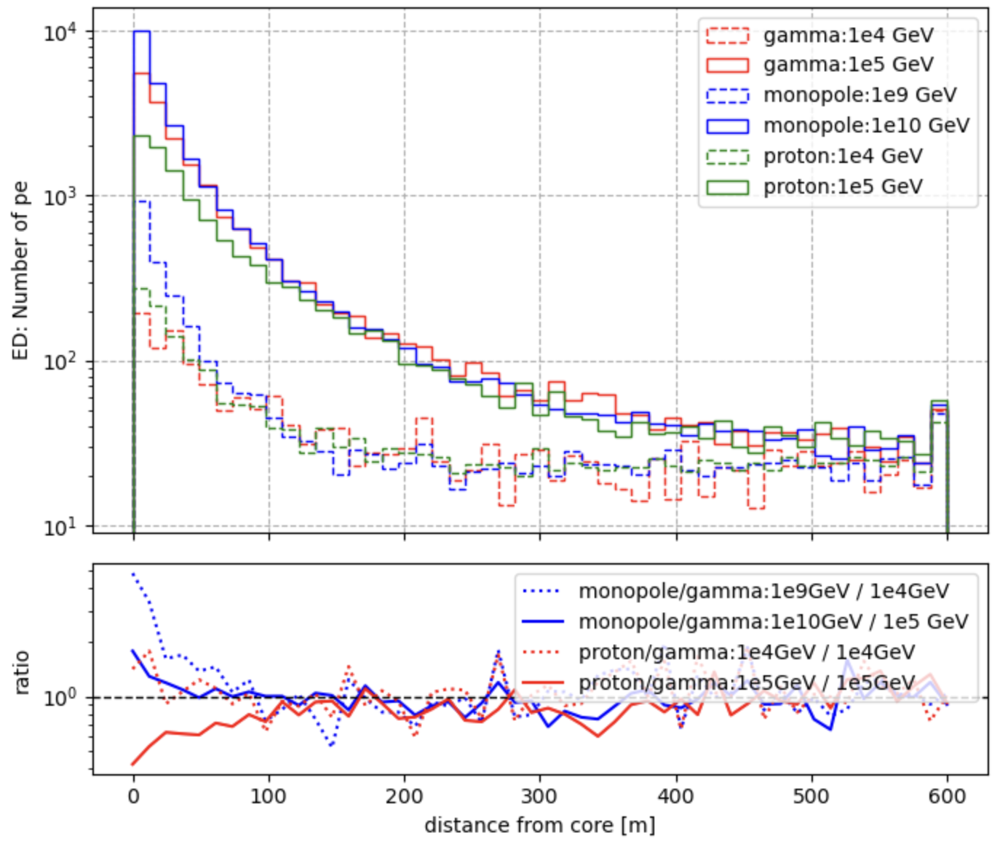 ED: Number of pe
10⁴
10³
10²
10¹
gamma:1e4 GeV
gamma:1e5 GeV
monopole:1e9 GeV
monopole:1e10 GeV
proton:1e4 GeV
proton:1e5 GeV
ratio
10⁰
monopole/gamma:1e9GeV / 1e4GeV
monopole/gamma:1e10GeV / 1e5 GeV
proton/gamma:1e4GeV / 1e4GeV
proton/gamma:1e5GeV / 1e5GeV
0 100 200 300 400 500 600
distance from core [m]